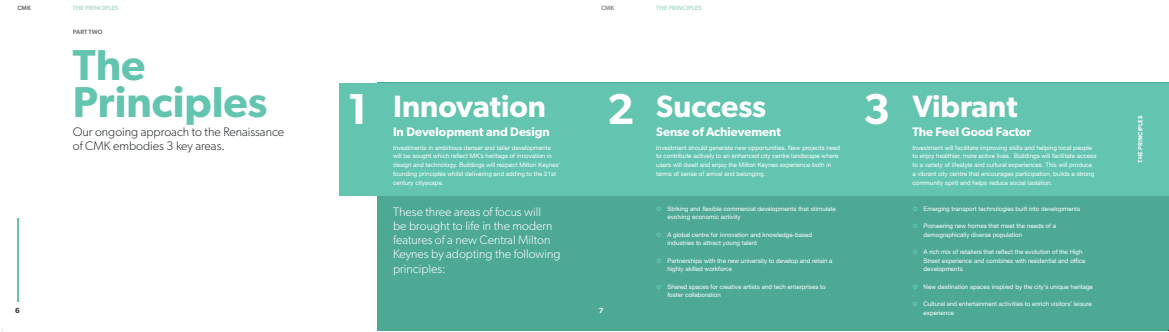 CMK
THE PRINCIPLES
PART TWO
The
Principles
Our ongoing approach to the Renaissance
of CMK embodies 3 key areas.
6
CMK
THE PRINCIPLES
1
Innovation
In Development and Design
Investments in ambitious denser and taller developments
will be sought which reflect MK's heritage of innovation in
design and technology. Buildings will respect Milton Keynes'
founding principles whilst delivering and adding to the 21st
century cityscape.
These three areas of focus will
be brought to life in the modern
features of a new Central Milton
Keynes by adopting the following
principles:
2
Success
Sense of Achievement
Investment should generate new opportunities. New projects need
to contribute actively to an enhanced city centre landscape where
users will dwell and enjoy the Milton Keynes experience both in
terms of sense of arrival and belonging.
Striking and flexible commercial developments that stimulate
evolving economic activity
A global centre for innovation and knowledge-based
industries to attract young talent
Partnerships with the new university to develop and retain a
highly skilled workforce
Shared spaces for creative artists and tech enterprises to
foster collaboration
3
Vibrant
The Feel Good Factor
Investment will facilitate improving skills and helping local people
to enjoy healthier, more active lives. Buildings will facilitate access
to a variety of lifestyle and cultural experiences. This will produce
a vibrant city centre that encourages participation, builds a strong
community spirit and helps reduce social isolation.
Emerging transport technologies built into developments
Pioneering new homes that meet the needs of a
demographically diverse population
A rich mix of retailers that reflect the evolution of the High
Street experience and combines with residential and office
developments
New destination spaces inspired by the city's unique heritage
Cultural and entertainment activities to enrich visitors' leisure
experience
THE PRINCIPLES
7